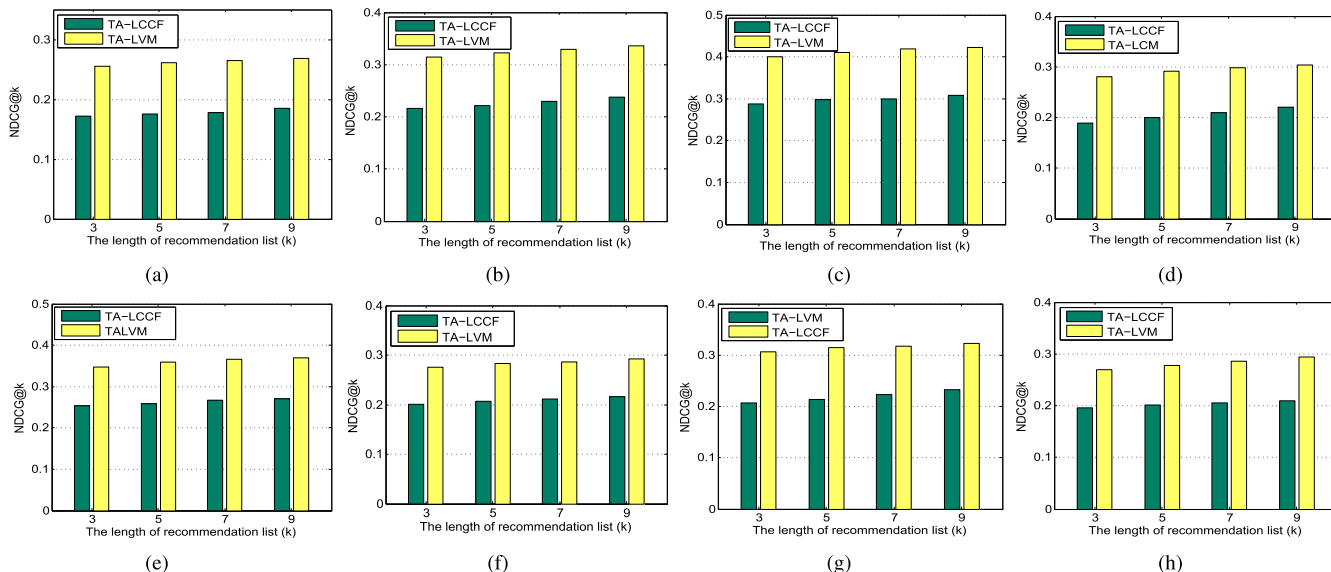 TA-LCCF
TA-LVM
0.3
0.2
0.1
0
NDCG@k
3 5 7 9
The length of recommendation list (k)
(a)
TA-LCCF
TA-LVM
0.4
0.3
0.2
0.1
0
NDCG@k
3 5 7 9
The length of recommendation list (k)
(b)
TA-LCCF
TA-LVM
0.5
0.4
0.3
0.2
0.1
0
NDCG@k
3 5 7 9
The length of recommendation list (k)
(c)
TA-LCCF
TA-LCM
0.4
0.3
0.2
0.1
0
NDCG@k
3 5 7 9
The length of recommendation list (k)
(d)
TA-LCCF
TALVM
0.5
0.4
0.3
0.2
0.1
0
NDCG@k
3 5 7 9
The length of recommendation list (k)
(e)
TA-LCCF
TA-LVM
0.4
0.3
0.2
0.1
0
NDCG@k
3 5 7 9
The length of recommendation list (k)
(f)
TA-LVM
TA-LCCF
0.4
0.3
0.2
0.1
0
NDCG@k
3 5 7 9
The length of recommendation list (k)
(g)
TA-LCCF
TA-LVM
0.4
0.3
0.2
0.1
0
NDCG@k
3 5 7 9
The length of recommendation list (k)
(h)